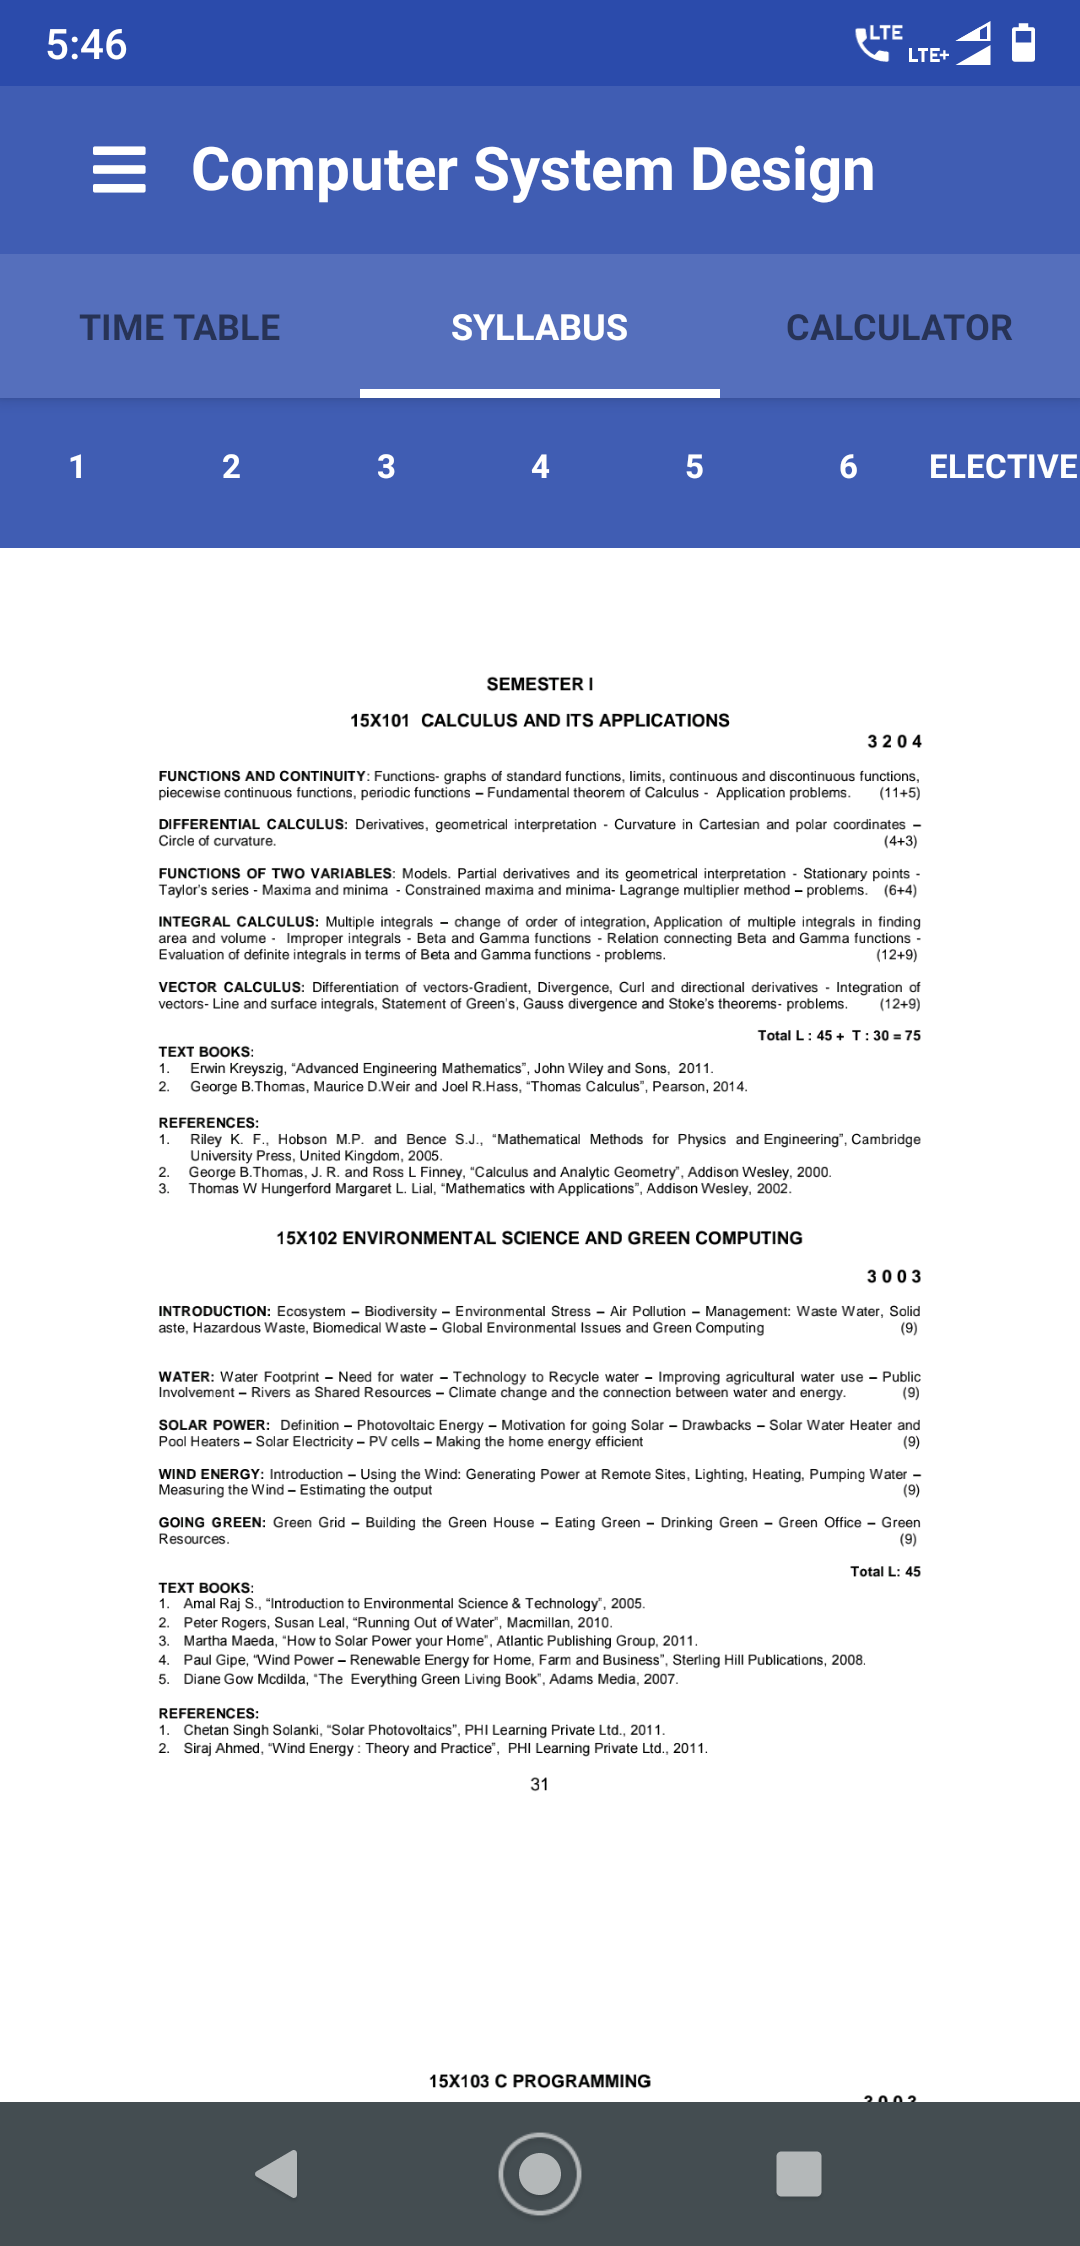 5:46
LTE
LTE+
Computer System Design
TIME TABLE
SYLLABUS
CALCULATOR
1 2 3 4 5 6 ELECTIVE
SEMESTER I
15X101 CALCULUS AND ITS APPLICATIONS
3 2 0 4
FUNCTIONS AND CONTINUITY: Functions- graphs of standard functions, limits, continuous and discontinuous functions,
piecewise continuous functions, periodic functions – Fundamental theorem of Calculus - Application problems. (11+5)
DIFFERENTIAL CALCULUS: Derivatives, geometrical interpretation - Curvature in Cartesian and polar coordinates –
Circle of curvature. (4+3)
FUNCTIONS OF TWO VARIABLES: Models. Partial derivatives and its geometrical interpretation - Stationary points -
Taylor's series - Maxima and minima - Constrained maxima and minima- Lagrange multiplier method – problems. (6+4)
INTEGRAL CALCULUS: Multiple integrals – change of order of integration, Application of multiple integrals in finding
area and volume - Improper integrals - Beta and Gamma functions - Relation connecting Beta and Gamma functions -
Evaluation of definite integrals in terms of Beta and Gamma functions - problems. (12+9)
VECTOR CALCULUS: Differentiation of vectors-Gradient, Divergence, Curl and directional derivatives - Integration of
vectors- Line and surface integrals, Statement of Green's, Gauss divergence and Stoke's theorems- problems. (12+9)
Total L : 45 + T : 30 = 75
TEXT BOOKS:
1. Erwin Kreyszig, “Advanced Engineering Mathematics”, John Wiley and Sons, 2011.
2. George B.Thomas, Maurice D.Weir and Joel R.Hass, “Thomas Calculus”, Pearson, 2014.
REFERENCES:
1. Riley K. F., Hobson M.P. and Bence S.J., “Mathematical Methods for Physics and Engineering”, Cambridge
University Press, United Kingdom, 2005.
2. George B.Thomas, J. R. and Ross L Finney, “Calculus and Analytic Geometry”, Addison Wesley, 2000.
3. Thomas W Hungerford Margaret L. Lial, “Mathematics with Applications”, Addison Wesley, 2002.
15X102 ENVIRONMENTAL SCIENCE AND GREEN COMPUTING
3 0 0 3
INTRODUCTION: Ecosystem – Biodiversity – Environmental Stress – Air Pollution – Management: Waste Water, Solid
aste, Hazardous Waste, Biomedical Waste – Global Environmental Issues and Green Computing (9)
WATER: Water Footprint – Need for water – Technology to Recycle water – Improving agricultural water use – Public
Involvement – Rivers as Shared Resources – Climate change and the connection between water and energy. (9)
SOLAR POWER: Definition – Photovoltaic Energy – Motivation for going Solar – Drawbacks – Solar Water Heater and
Pool Heaters – Solar Electricity – PV cells – Making the home energy efficient (9)
WIND ENERGY: Introduction – Using the Wind: Generating Power at Remote Sites, Lighting, Heating, Pumping Water –
Measuring the Wind – Estimating the output (9)
GOING GREEN: Green Grid – Building the Green House – Eating Green – Drinking Green – Green Office – Green
Resources. (9)
Total L: 45
TEXT BOOKS:
1. Amal Raj S., “Introduction to Environmental Science & Technology”, 2005.
2. Peter Rogers, Susan Leal, “Running Out of Water”, Macmillan, 2010.
3. Martha Maeda, “How to Solar Power your Home”, Atlantic Publishing Group, 2011.
4. Paul Gipe, “Wind Power – Renewable Energy for Home, Farm and Business”, Sterling Hill Publications, 2008.
5. Diane Gow Mcdilda, “The Everything Green Living Book”, Adams Media, 2007.
REFERENCES:
1. Chetan Singh Solanki, “Solar Photovoltaics”, PHI Learning Private Ltd., 2011.
2. Siraj Ahmed, “Wind Energy : Theory and Practice”, PHI Learning Private Ltd., 2011.
31
15X103 C PROGRAMMING